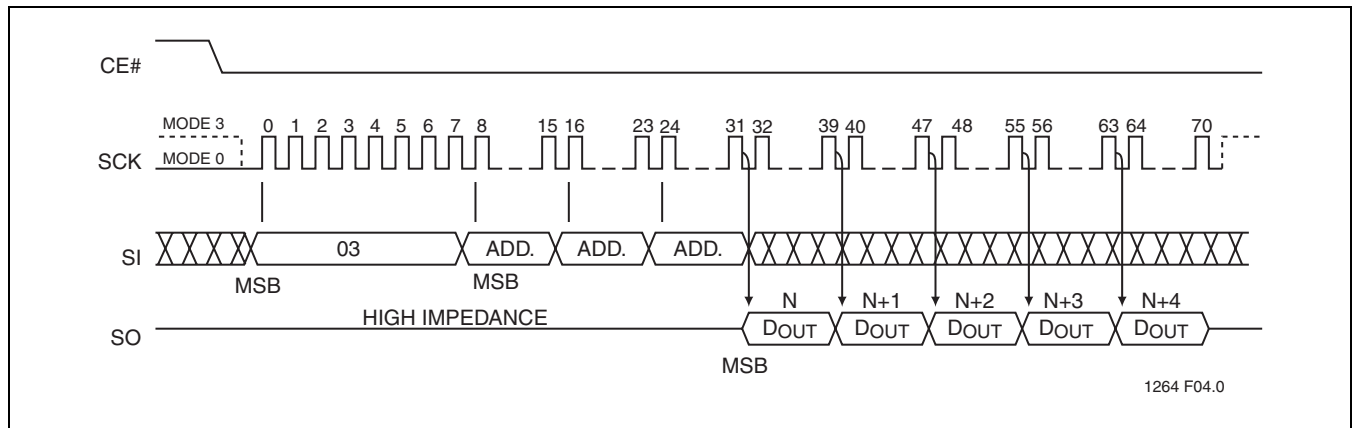 CE#
MODE 3
0 1 2 3 4 5 6 7 8 15 16 23 24 31 32 39 40 47 48 55 56 63 64 70
SCK
MODE 0
SI
03 ADD. ADD. ADD.
MSB MSB
N N+1 N+2 N+3 N+4
HIGH IMPEDANCE
SO
DOUT DOUT DOUT DOUT DOUT
MSB
1264 F04.0